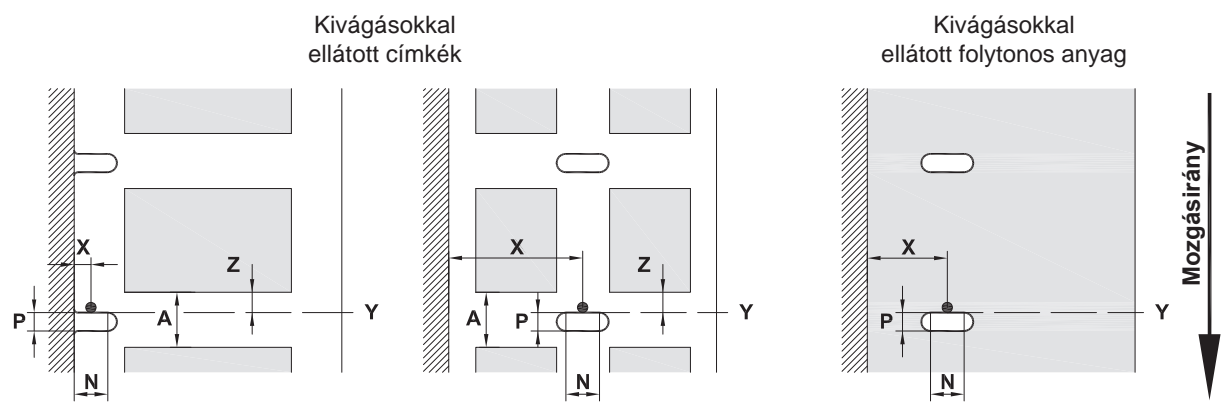 Kivágásokkal
ellátott címkék
Kivágásokkal
ellátott folytonos anyag
X
Z
P
A
Y
N
X
Z
A
P
Y
N
X
P
Y
N
Mozgásirány